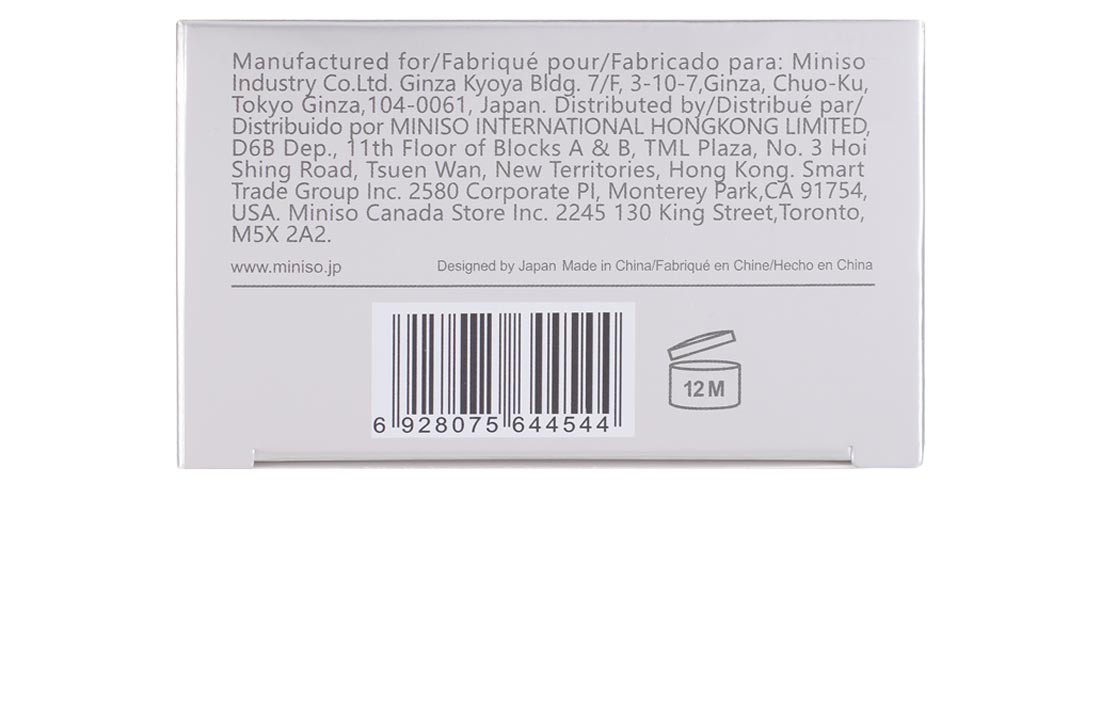 Manufactured for/Fabriqué pour/Fabricado para: Miniso
Industry Co.Ltd. Ginza Kyoya Bldg. 7/F, 3-10-7,Ginza, Chuo-Ku,
Tokyo Ginza,104-0061, Japan. Distributed by/Distribué par/
Distribuido por MINISO INTERNATIONAL HONGKONG LIMITED,
D6B Dep., 11th Floor of Blocks A & B, TML Plaza, No. 3 Hoi
Shing Road, Tsuen Wan, New Territories, Hong Kong. Smart
Trade Group Inc. 2580 Corporate Pl, Monterey Park,CA 91754,
USA. Miniso Canada Store Inc. 2245 130 King Street,Toronto,
M5X 2A2.
www.miniso.jp Designed by Japan Made in China/Fabriqué en Chine/Hecho en China
12M
6 928075 644544